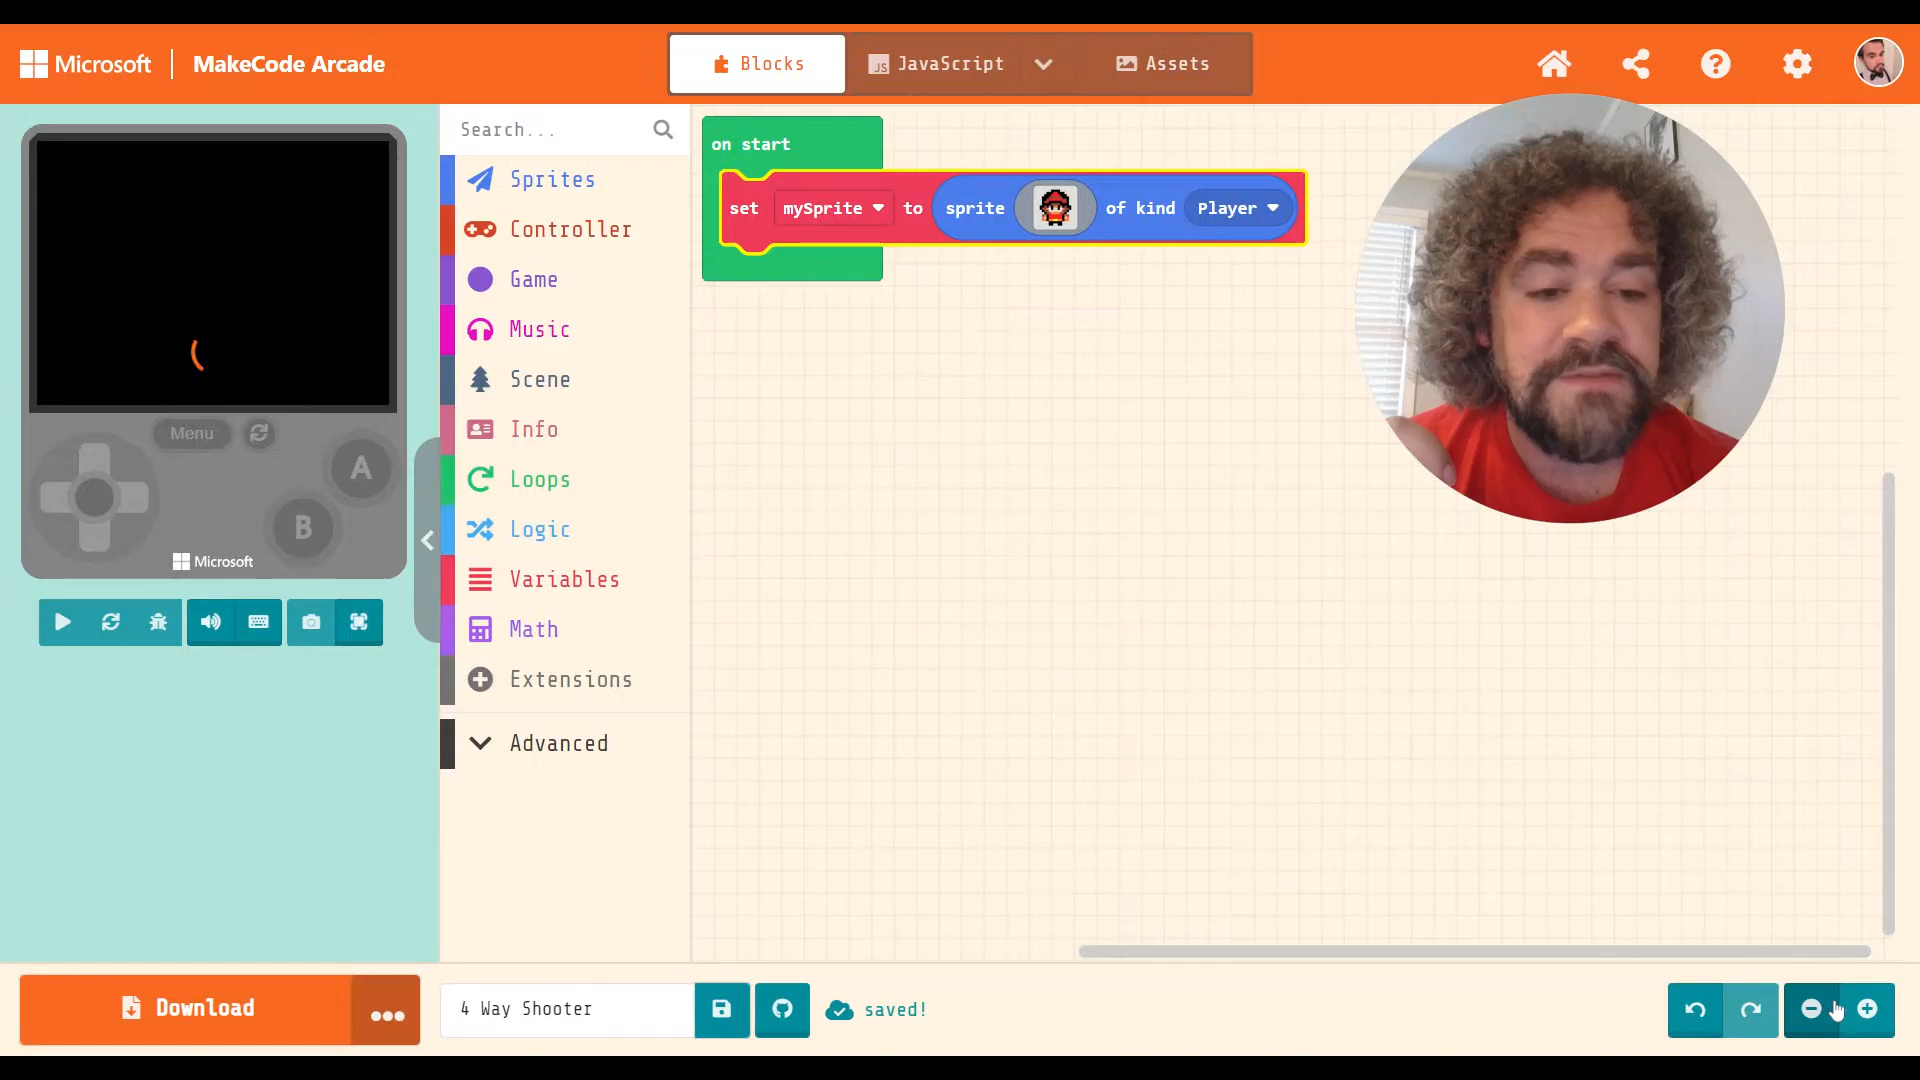 Microsoft
MakeCode Arcade
Blocks
JS
JavaScript
Assets
Search...
Sprites
Controller
Game
Music
Scene
Info
Loops
Logic
Variables
Math
Extensions
Advanced
on start
set mySprite to sprite of kind Player
Menu
A
B
Microsoft
Download
4 Way Shooter
saved!